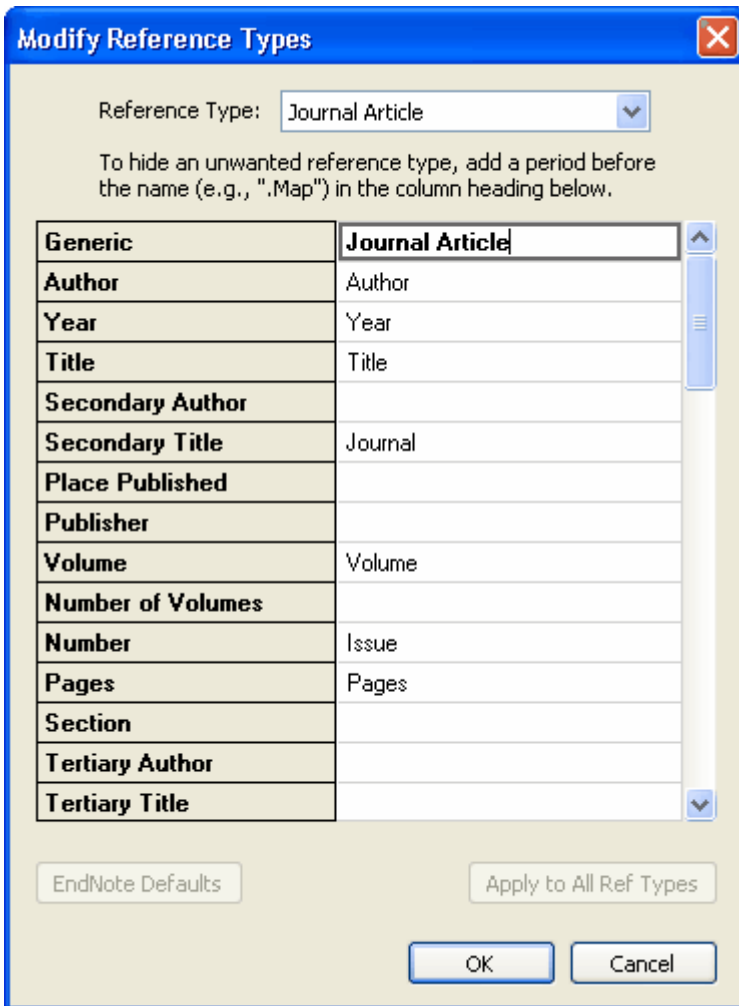 Modify Reference Types
Reference Type: Journal Article
To hide an unwanted reference type, add a period before
the name (e.g., ".Map") in the column heading below.
Generic Journal Article
Author Author
Year Year
Title Title
Secondary Author
Secondary Title Journal
Place Published
Publisher
Volume Volume
Number of Volumes
Number Issue
Pages Pages
Section
Tertiary Author
Tertiary Title
EndNote Defaults Apply to All Ref Types
OK Cancel